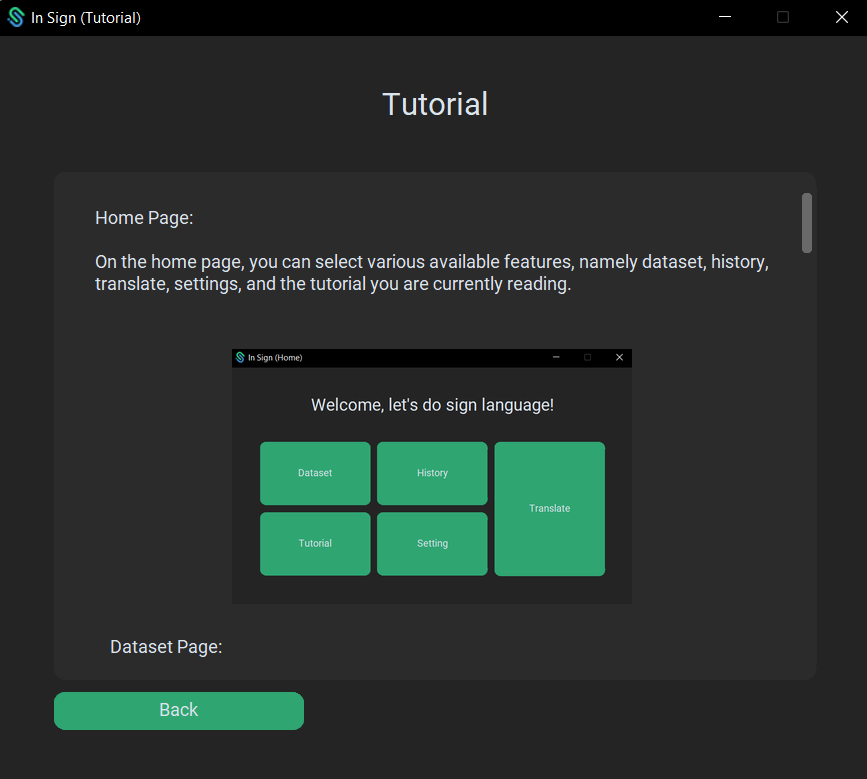 In Sign (Tutorial)
Tutorial
Home Page:
On the home page, you can select various available features, namely dataset, history,
translate, settings, and the tutorial you are currently reading.
In Sign (Home)
Welcome, let's do sign language!
Dataset
History
Translate
Tutorial
Setting
Dataset Page:
Back